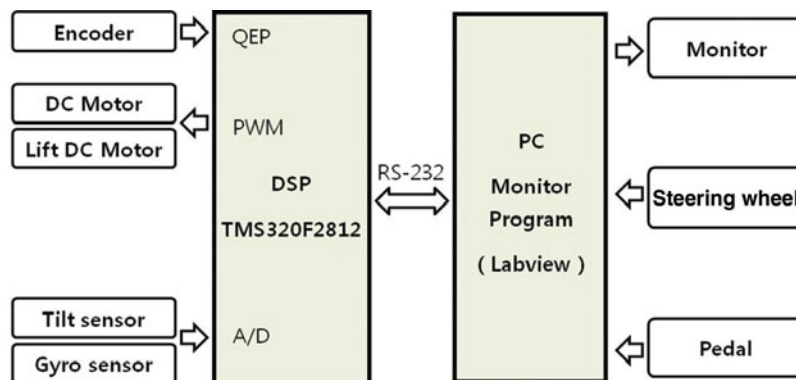 Encoder
DC Motor
Lift DC Motor
Tilt sensor
Gyro sensor
QEP
PWM
DSP
TMS320F2812
A/D
RS-232
PC
Monitor
Program
( Labview )
Monitor
Steering wheel
Pedal